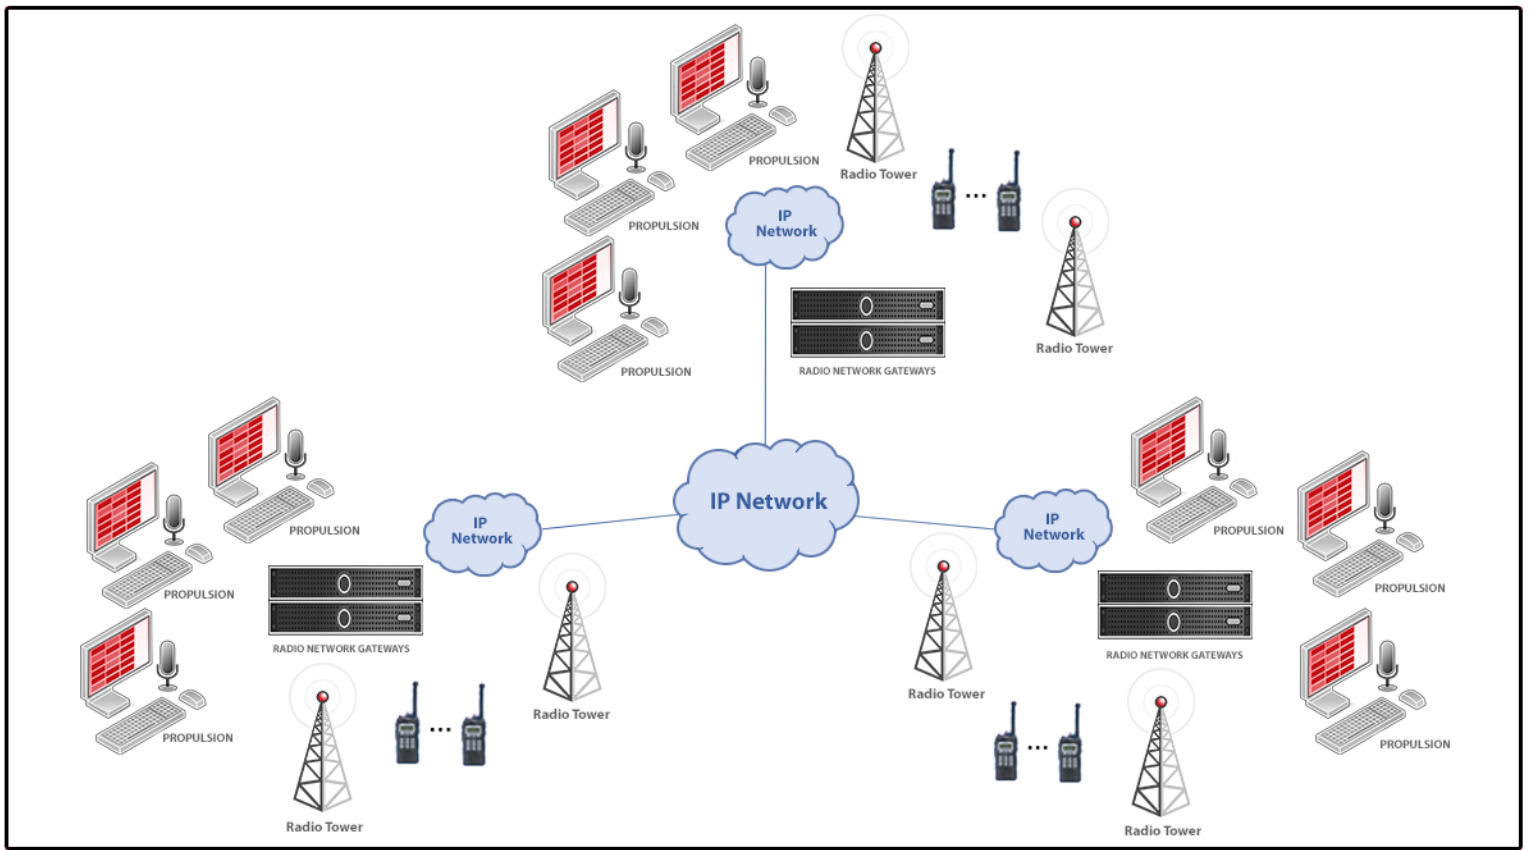 PROPULSION
Radio Tower
PROPULSION
IP
Network
Radio Tower
PROPULSION
RADIO NETWORK GATEWAYS
IP Network
PROPULSION
PROPULSION
PROPULSION
IP
Network
RADIO NETWORK GATEWAYS
Radio Tower
Radio Tower
IP
Network
PROPULSION
PROPULSION
PROPULSION
RADIO NETWORK GATEWAYS
Radio Tower
Radio Tower